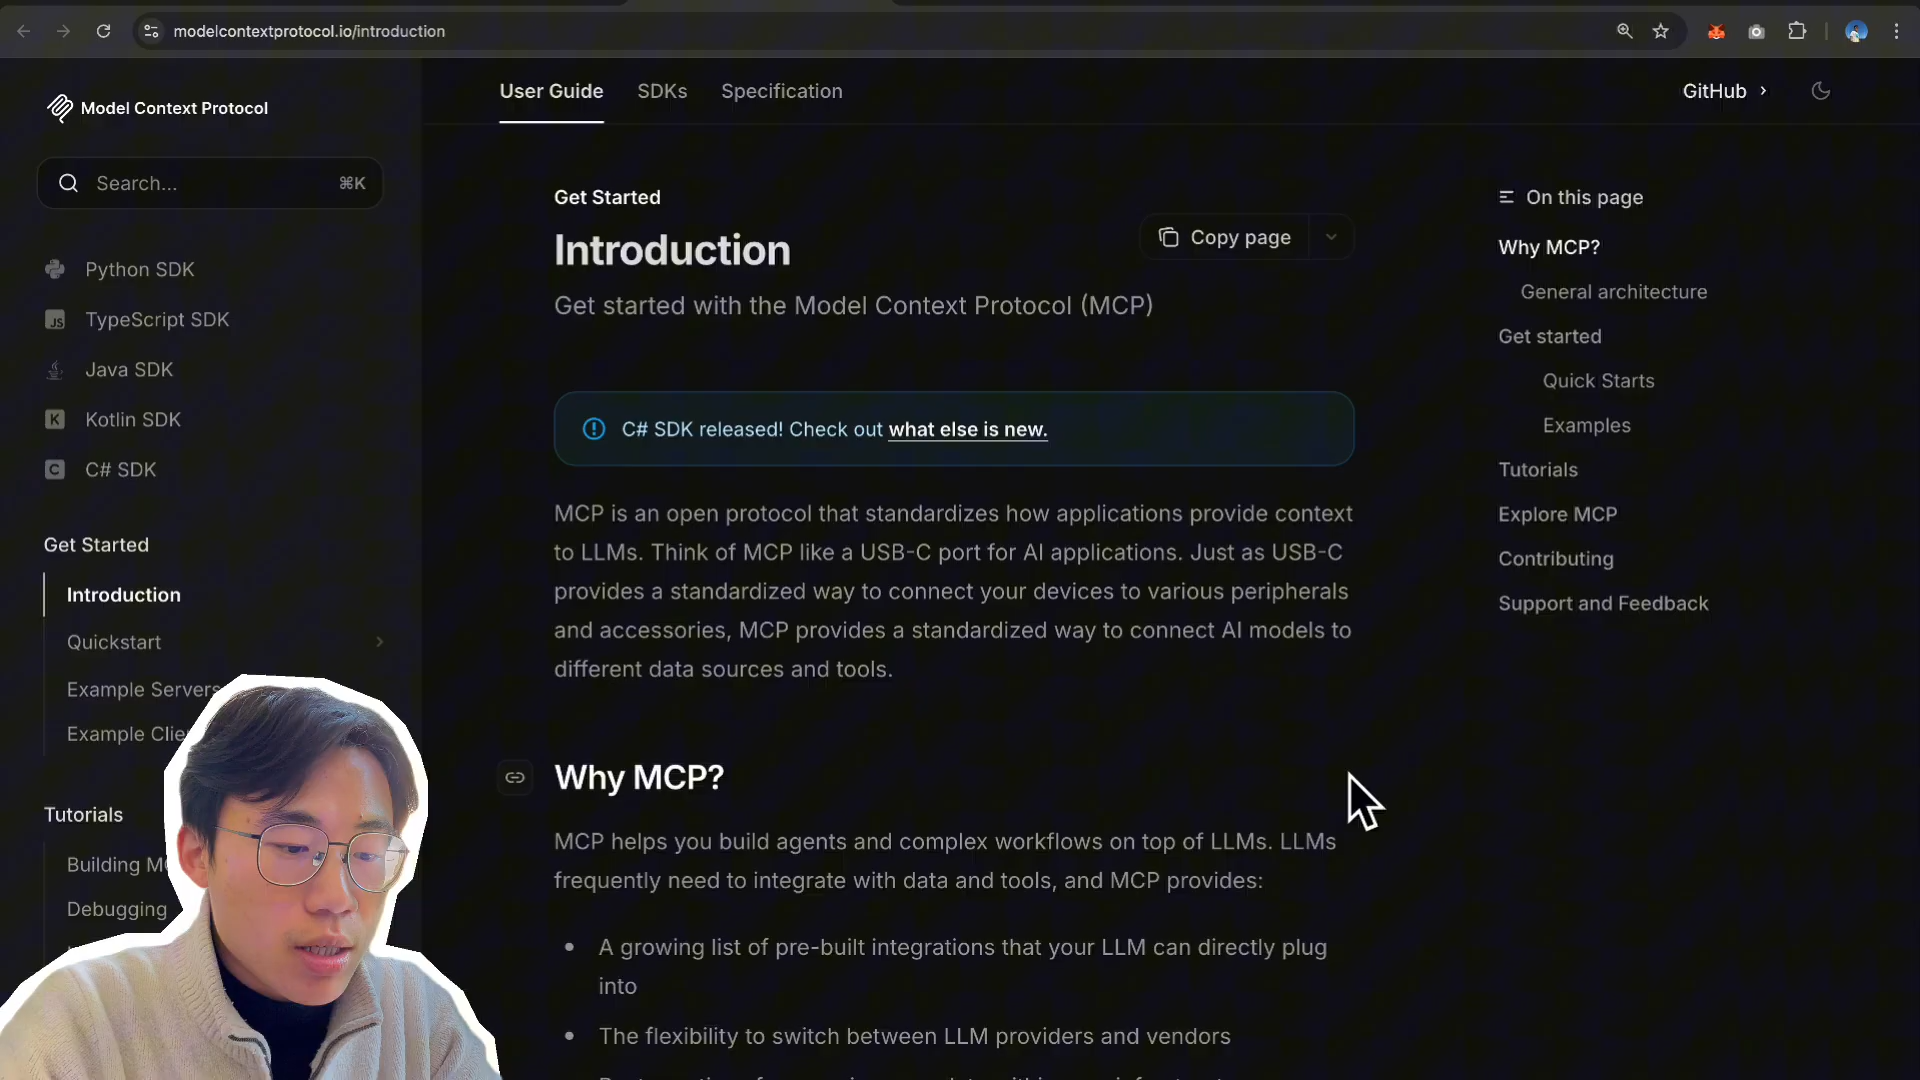 modelcontextprotocol.io/introduction
Model Context Protocol
User Guide
SDKs
Specification
GitHub
Search...
⌘K
Python SDK
TypeScript SDK
Java SDK
Kotlin SDK
C# SDK
Get Started
Introduction
Quickstart
Example Servers
Example Clie
Tutorials
Building M
Debugging
Get Started
Introduction
Copy page
Get started with the Model Context Protocol (MCP)
C# SDK released! Check out what else is new.
MCP is an open protocol that standardizes how applications provide context
to LLMs. Think of MCP like a USB-C port for AI applications. Just as USB-C
provides a standardized way to connect your devices to various peripherals
and accessories, MCP provides a standardized way to connect AI models to
different data sources and tools.
Why MCP?
MCP helps you build agents and complex workflows on top of LLMs. LLMs
frequently need to integrate with data and tools, and MCP provides:
• A growing list of pre-built integrations that your LLM can directly plug
into
• The flexibility to switch between LLM providers and vendors
On this page
Why MCP?
General architecture
Get started
Quick Starts
Examples
Tutorials
Explore MCP
Contributing
Support and Feedback